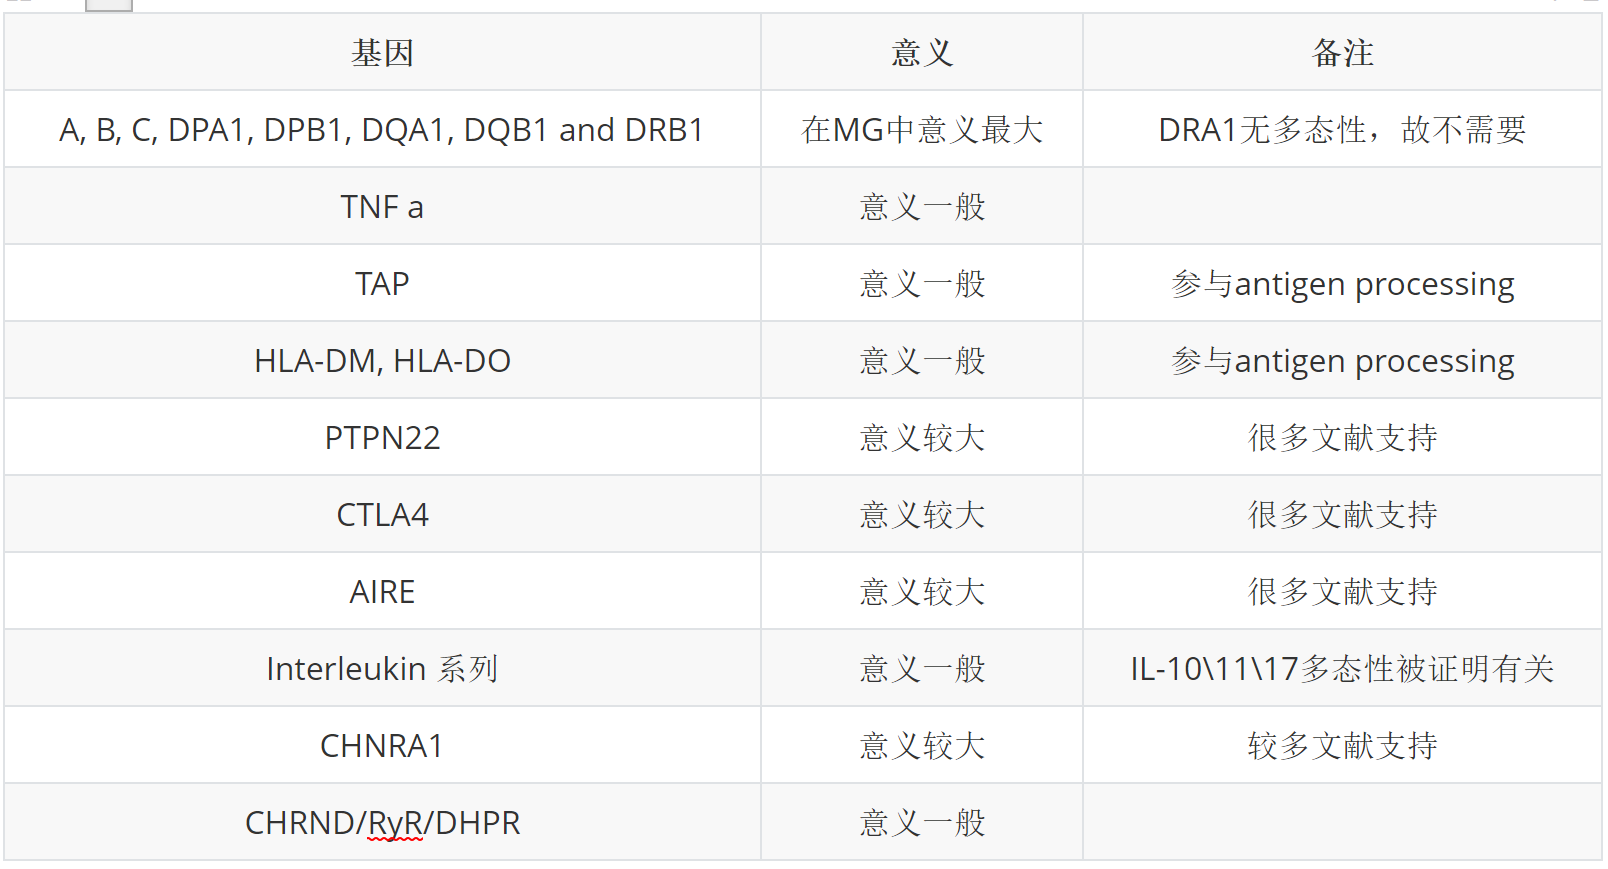 基因 意义 备注
A, B, C, DPA1, DPB1, DQA1, DQB1 and DRB1 在MG中意义最大 DRA1无多态性，故不需要
TNF a 意义一般
TAP 意义一般 参与antigen processing
HLA-DM, HLA-DO 意义一般 参与antigen processing
PTPN22 意义较大 很多文献支持
CTLA4 意义较大 很多文献支持
AIRE 意义较大 很多文献支持
Interleukin 系列 意义一般 IL-10\11\17多态性被证明有关
CHNRA1 意义较大 较多文献支持
CHRND/RyR/DHPR 意义一般